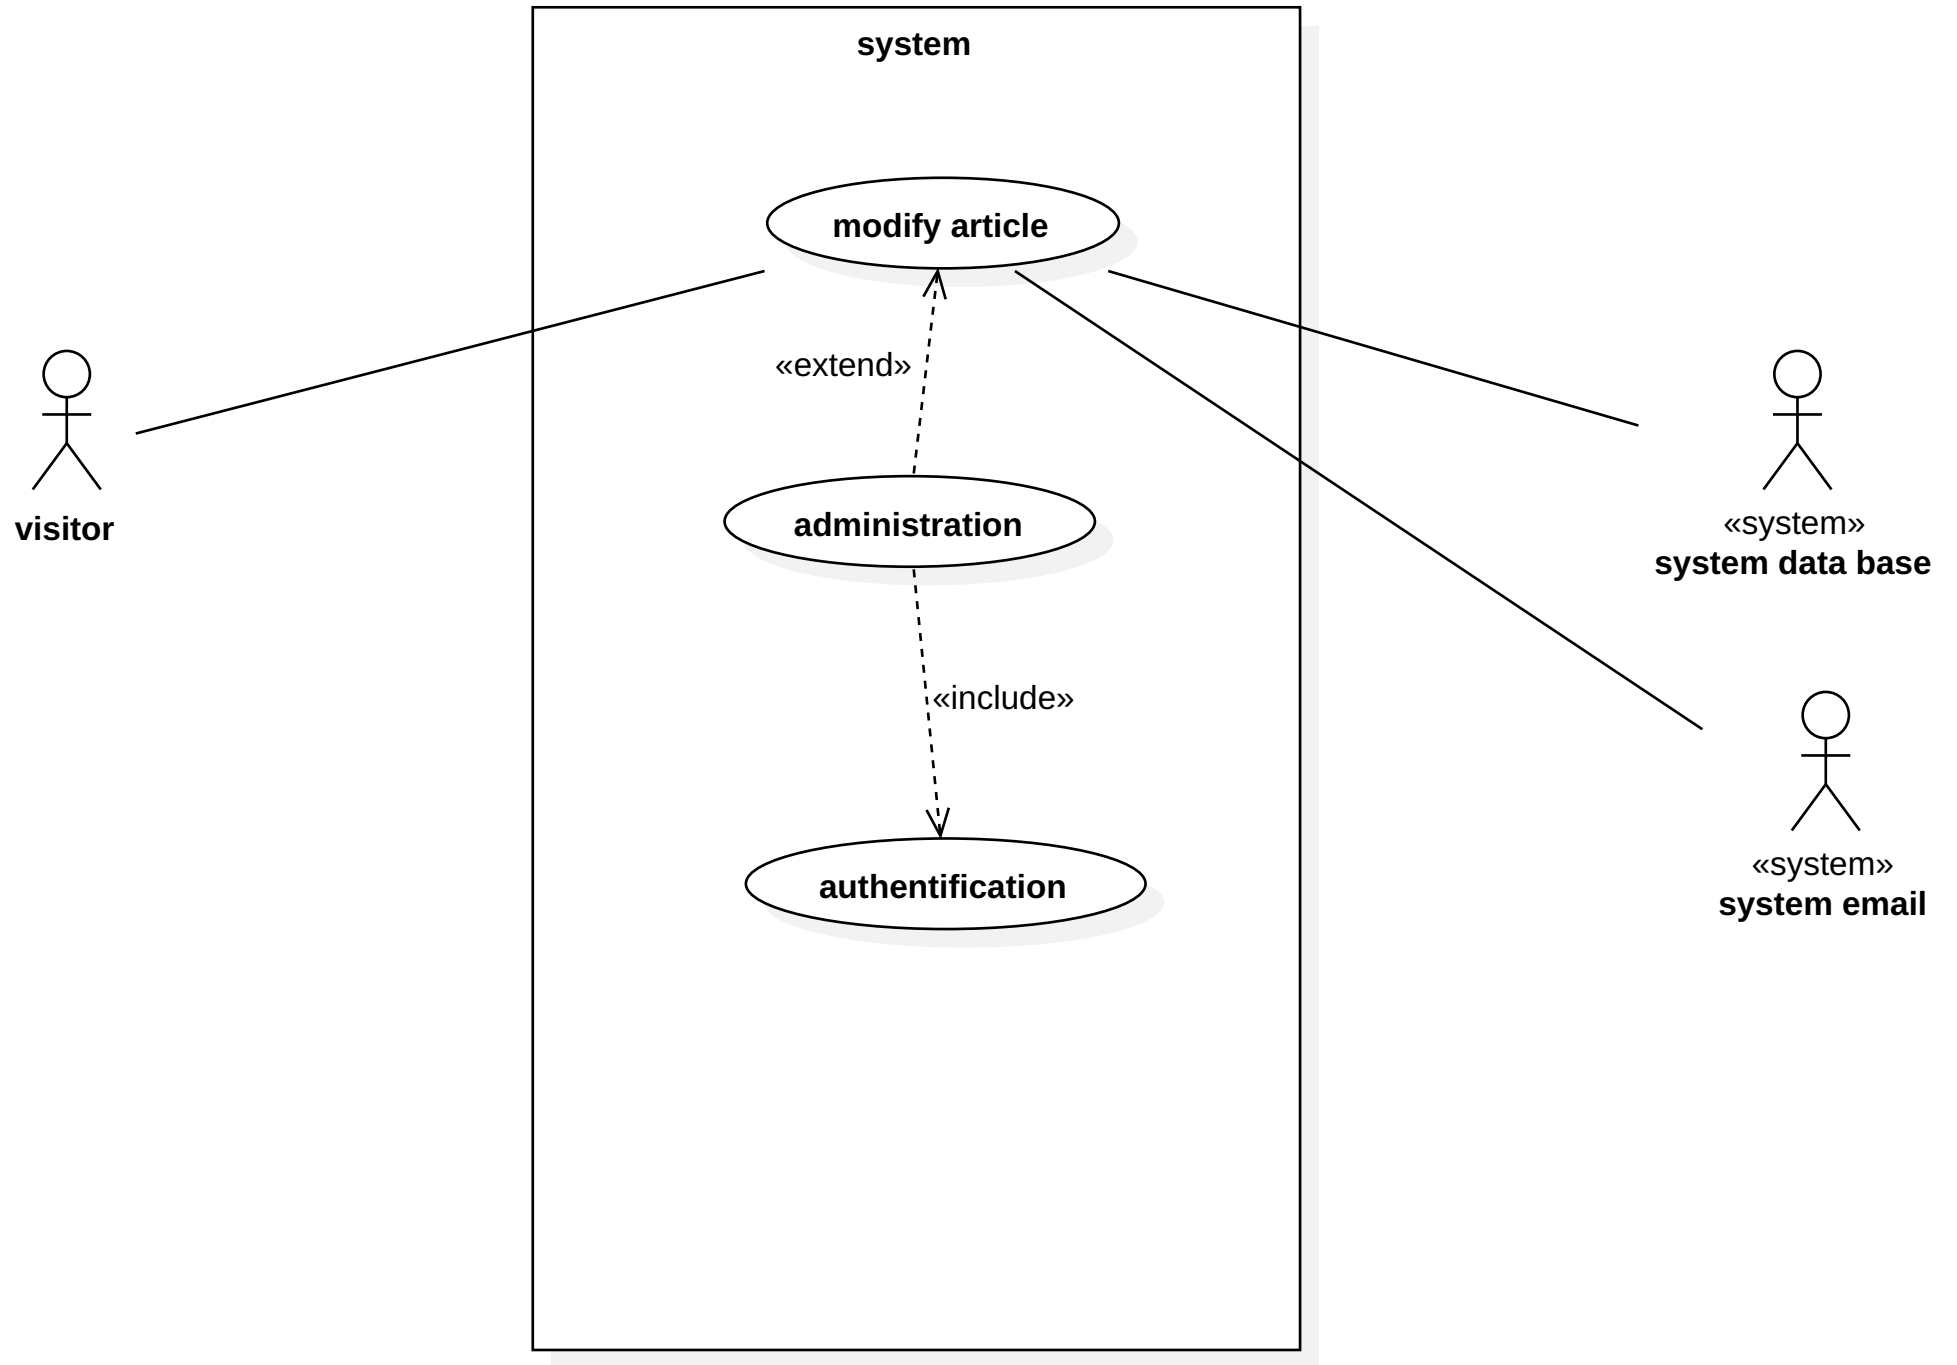 system
modify article
«extend»
visitor
administration
«system»
system data base
«include»
authentification
«system»
system email